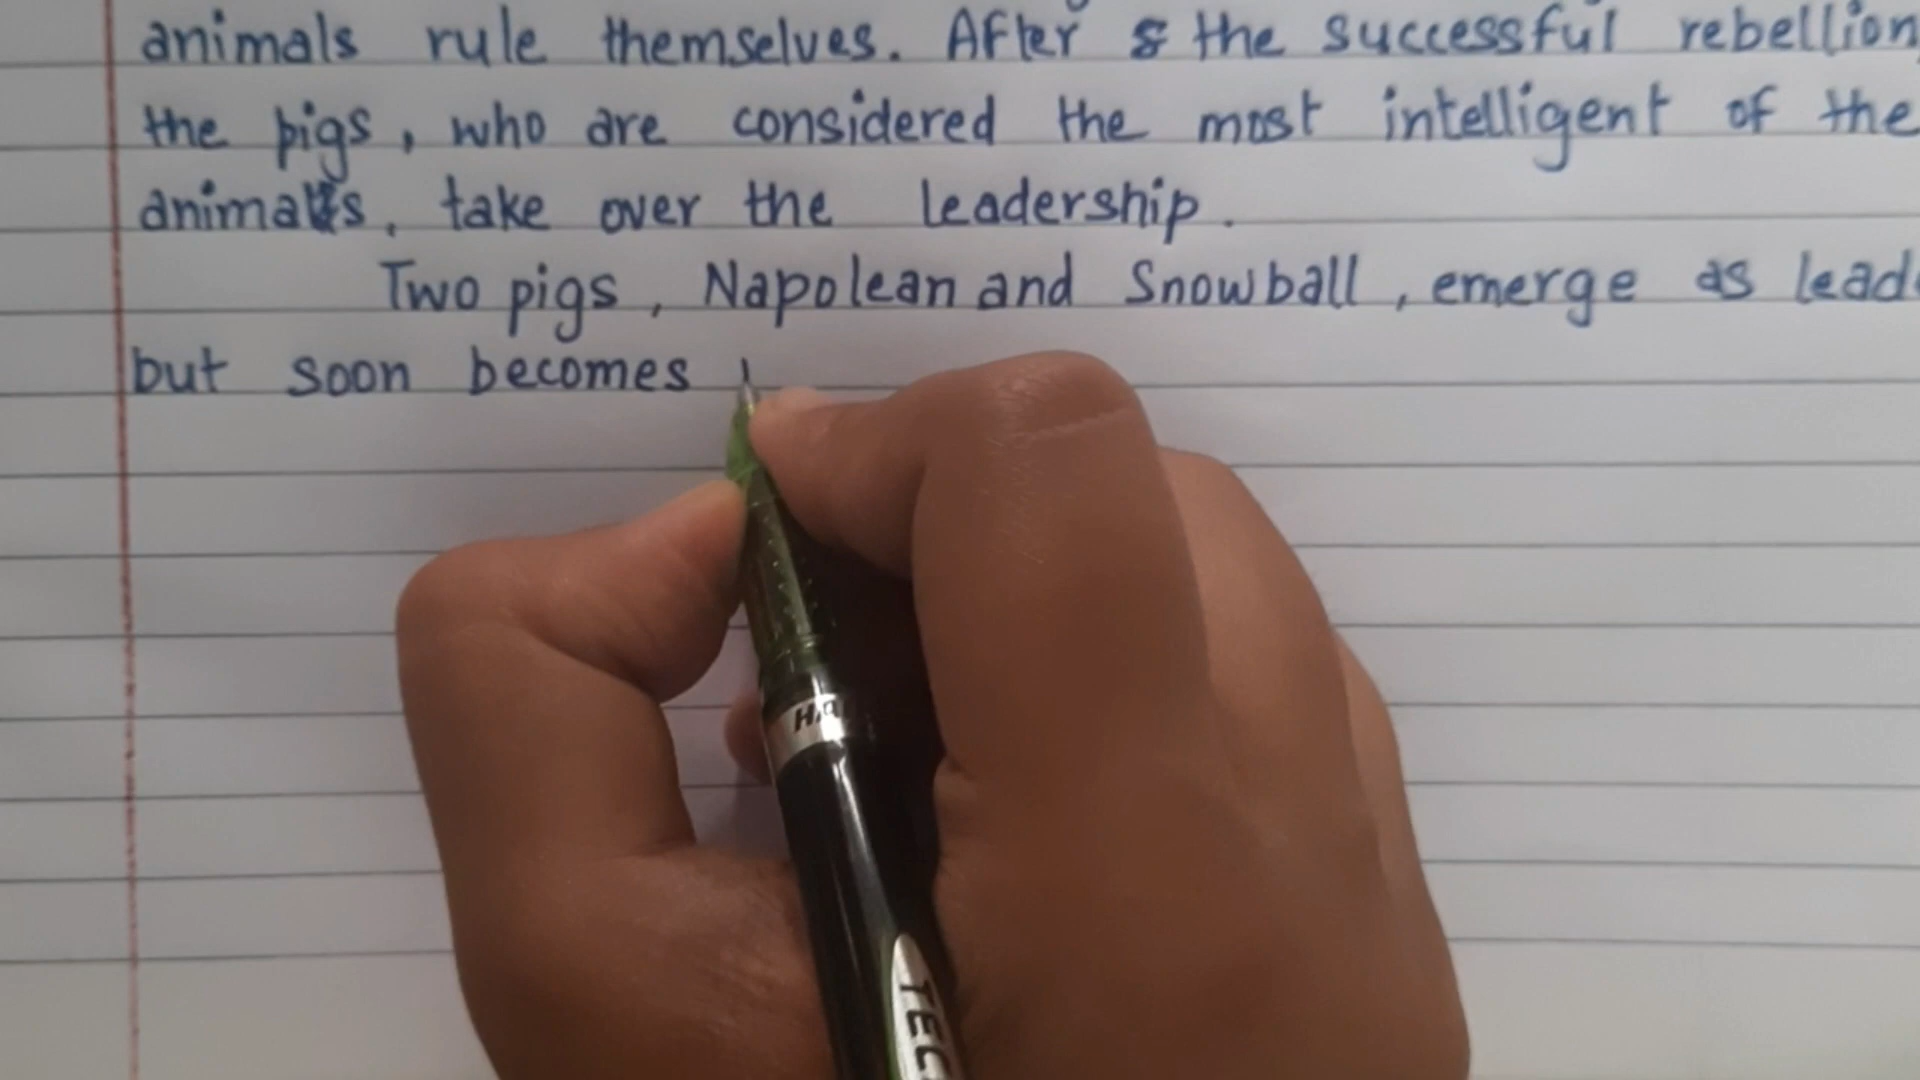 animals rule themselves. After the successful rebellion,
the pigs, who are considered the most intelligent of the
animals, take over the leadership.
Two pigs, Napolean and Snowball, emerge as
but soon becomes